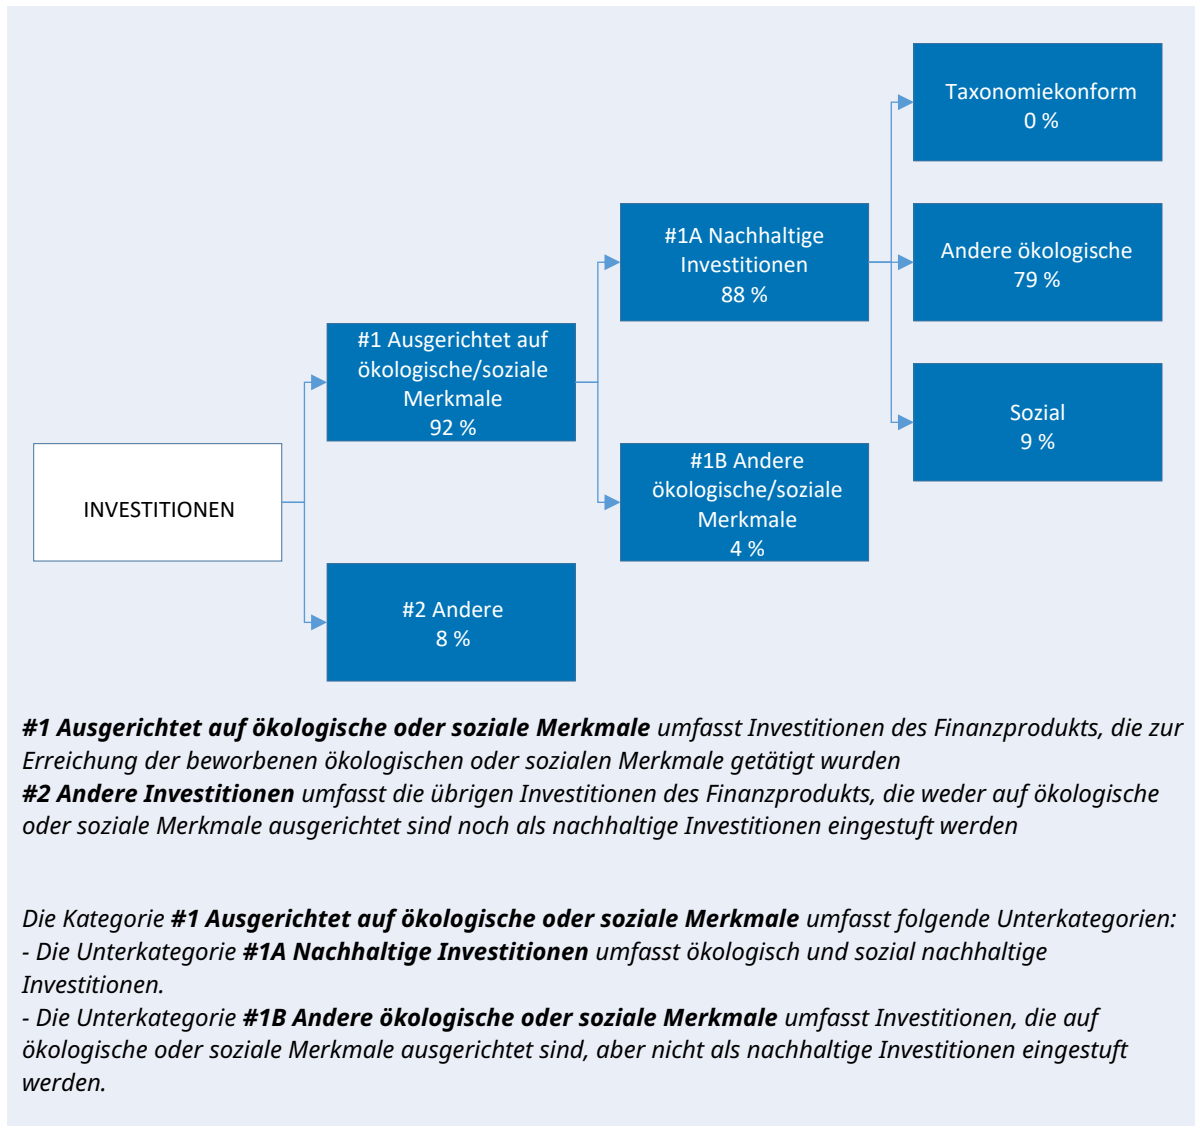 Taxonomiekonform
0 %
#1A Nachhaltige
Investitionen
88 %
Andere ökologische
79 %
#1 Ausgerichtet auf
ökologische/soziale
Merkmale
92 %
Sozial
9 %
#1B Andere
ökologische/soziale
Merkmale
4 %
INVESTITIONEN
#2 Andere
8 %
#1 Ausgerichtet auf ökologische oder soziale Merkmale umfasst Investitionen des Finanzprodukts, die zur
Erreichung der beworbenen ökologischen oder sozialen Merkmale getätigt wurden
#2 Andere Investitionen umfasst die übrigen Investitionen des Finanzprodukts, die weder auf ökologische
oder soziale Merkmale ausgerichtet sind noch als nachhaltige Investitionen eingestuft werden
Die Kategorie #1 Ausgerichtet auf ökologische oder soziale Merkmale umfasst folgende Unterkategorien:
- Die Unterkategorie #1A Nachhaltige Investitionen umfasst ökologisch und sozial nachhaltige
Investitionen.
- Die Unterkategorie #1B Andere ökologische oder soziale Merkmale umfasst Investitionen, die auf
ökologische oder soziale Merkmale ausgerichtet sind, aber nicht als nachhaltige Investitionen eingestuft
werden.